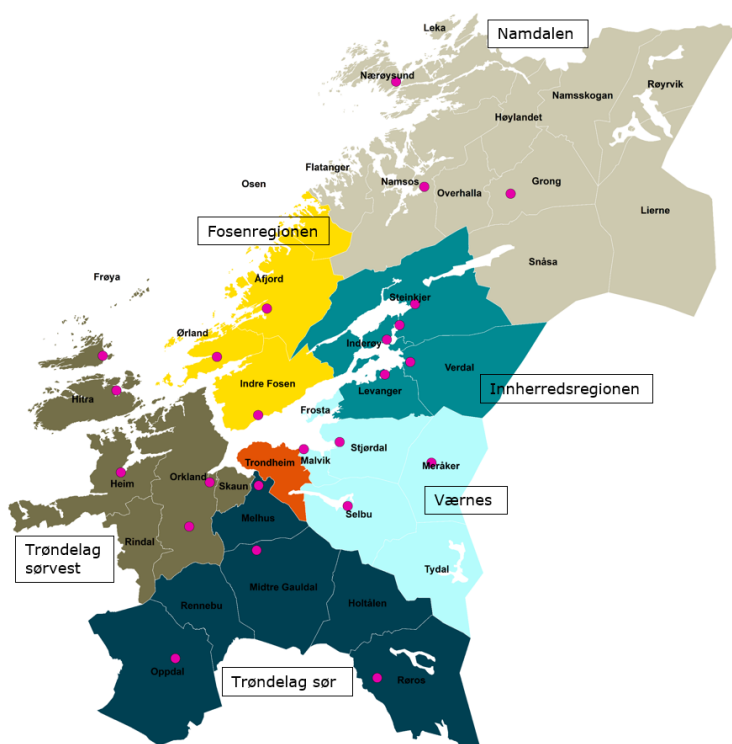 Leka
Namdalen
Nærøysund
Røyrvik
Namsskogan
Høylandet
Flatanger
Namsos
Overhalla
Grong
Osen
Lierne
Fosenregionen
Snåsa
Frøya
Åfjord
Steinkjer
Ørland
Inderøy
Verdal
Indre Fosen
Levanger
Innherredsregionen
Hitra
Frosta
Stjørdal
Malvik
Trondheim
Meråker
Orkland
Heim
Skaun
Værnes
Selbu
Melhus
Rindal
Trøndelag
sørvest
Tydal
Midtre Gauldal
Holtålen
Rennebu
Oppdal
Trøndelag sør
Røros